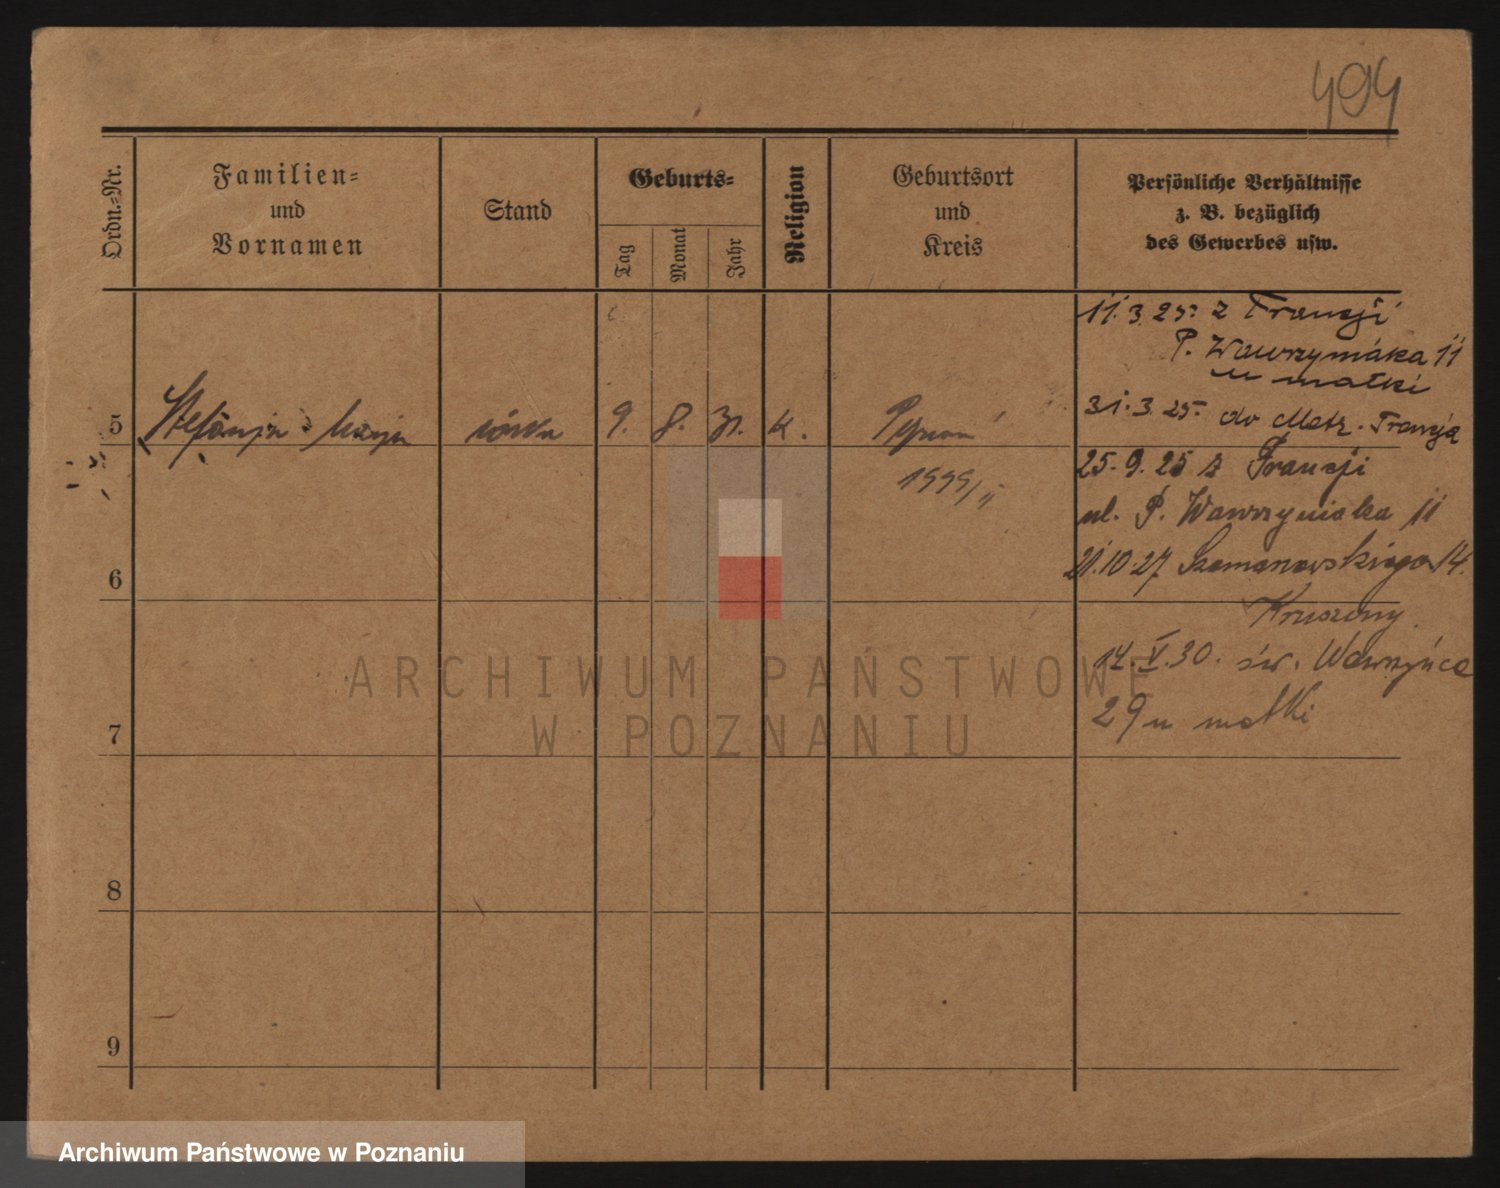 494
Ordn.-Nr.
Familien-
und
Vornamen
Stand
Geburts-
Tag
Monat
Jahr
Religion
Geburtsort
und
Kreis
Persönliche Verhältnisse
z. B. bezüglich
des Gewerbes usw.
11.3.25. z Francji
P. Wawrzyniaka 11
u matki
5
Stefanja Marja
córka
9. 8. 31. k.
31.3.25. do Metz. Francja
25.9.25 z Francji
ul. P. Wawrzyniaka 11
6
21.10.27 Szamarzewskiego 14.
14.V.30. św. Wawrzyńca
7
29 u matki
8
9
ARCHIWUM PAŃSTWOWE
W POZNANIU
Archiwum Państwowe w Poznaniu